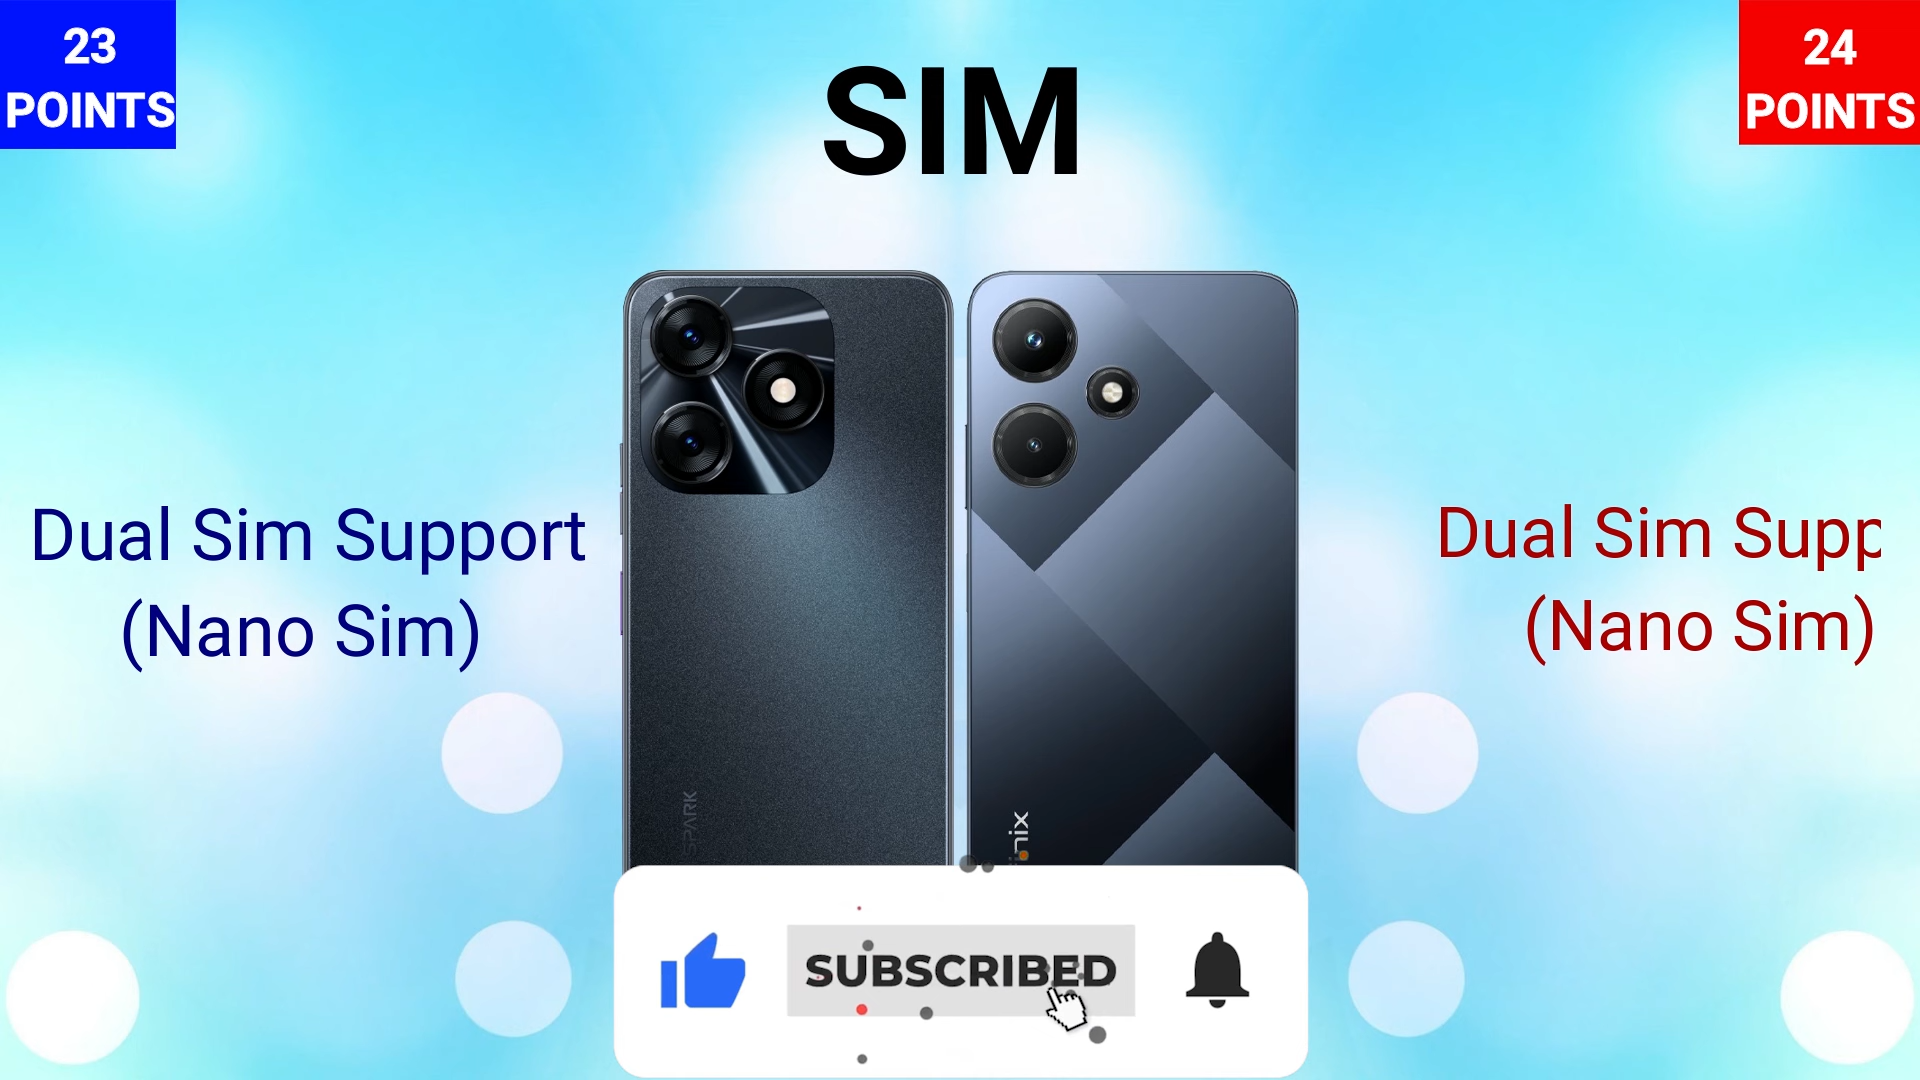 23
POINTS
SIM
24
POINTS
Dual Sim Support
(Nano Sim)
Dual Sim Supp
(Nano Sim)
SPARK
SUBSCRIBED